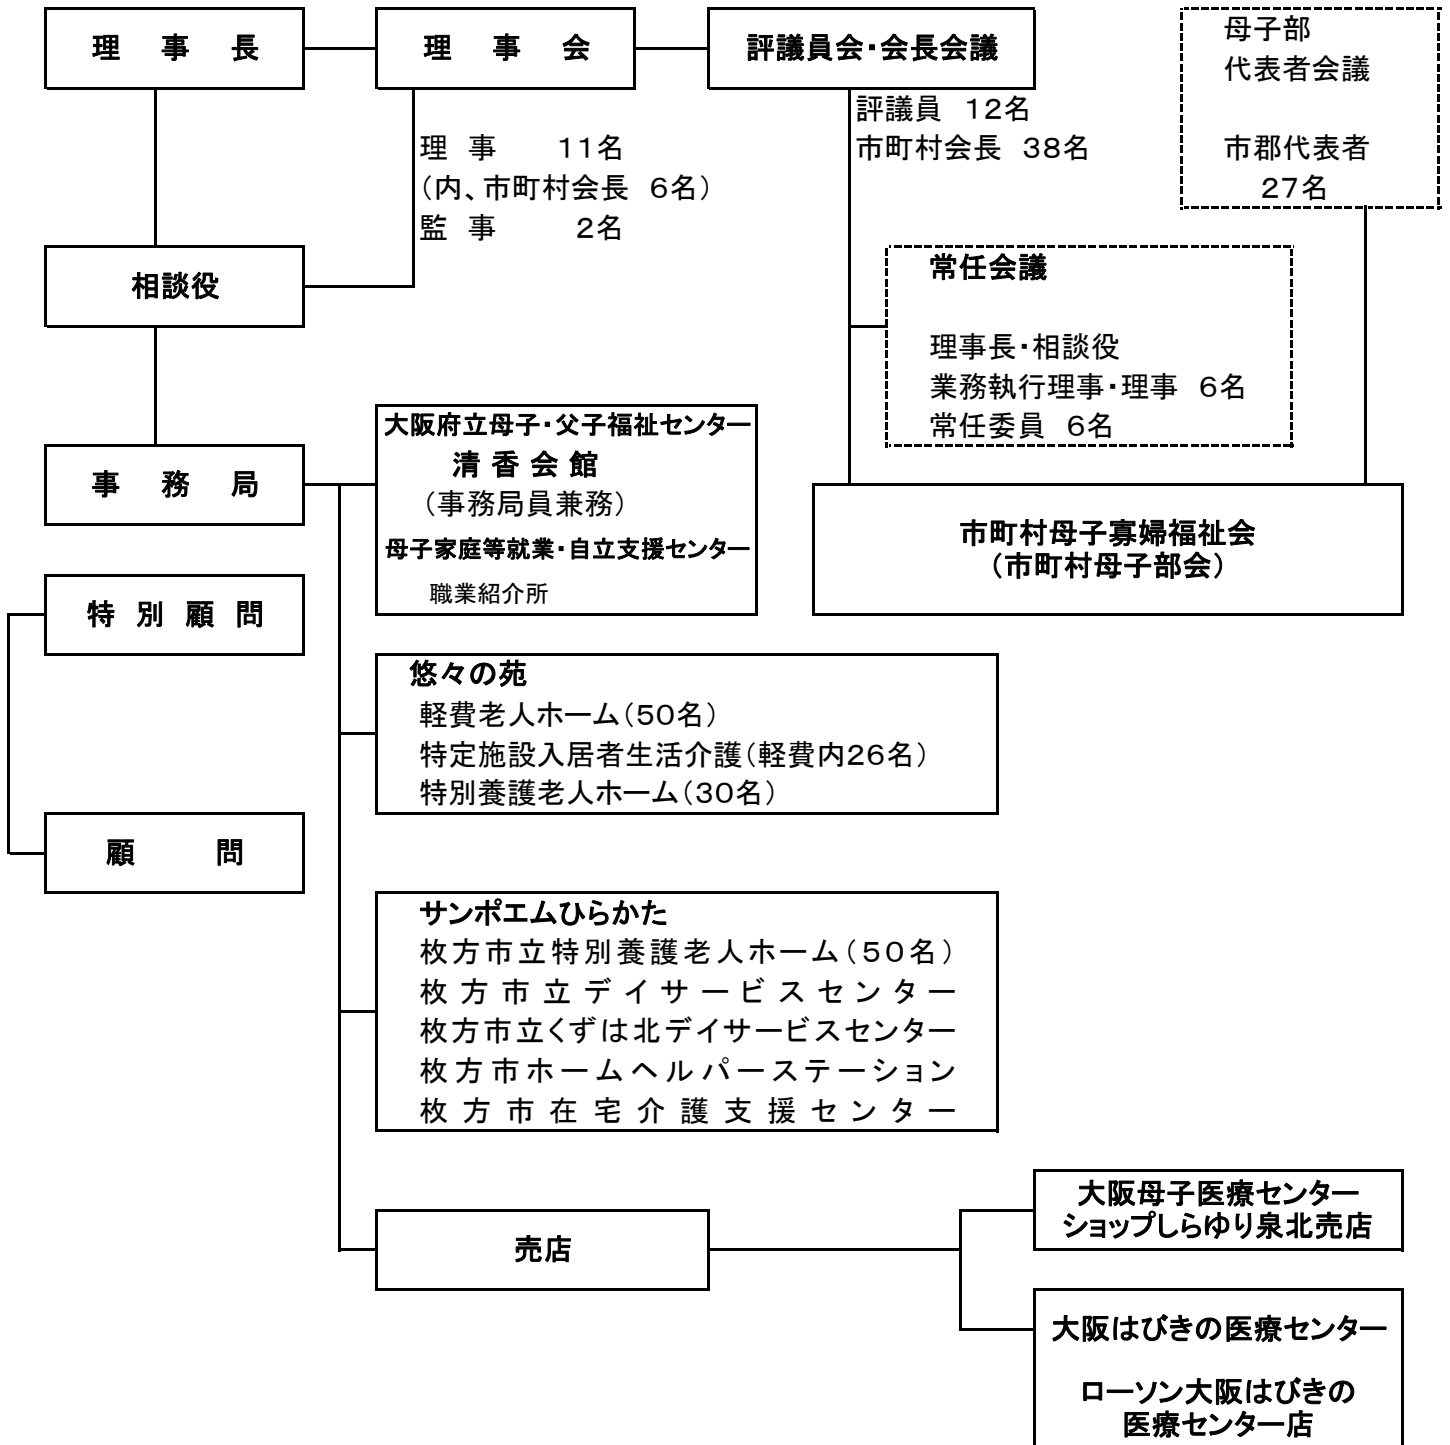 理 事 長
理 事 会
評議員会・会長会議
母子部
代表者会議
市郡代表者
27名
評議員 12名
市町村会長 38名
理 事 11名
(内、市町村会長 6名)
監 事 2名
相談役
常任会議
理事長・相談役
業務執行理事・理事 6名
常任委員 6名
事 務 局
大阪府立母子・父子福祉センター
清 香 会 館
(事務局員兼務)
母子家庭等就業・自立支援センター
職業紹介所
市町村母子寡婦福祉会
(市町村母子部会)
特 別 顧 問
顧 問
悠々の苑
軽費老人ホーム(50名)
特定施設入居者生活介護(軽費内26名)
特別養護老人ホーム(30名)
サンポエムひらかた
枚方市立特別養護老人ホーム(50名)
枚方市立デイサービスセンター
枚方市立くずは北デイサービスセンター
枚方市ホームヘルパーステーション
枚方市在宅介護支援センター
売店
大阪母子医療センター
ショップしらゆり泉北売店
大阪はびきの医療センター
ローソン大阪はびきの
医療センター店